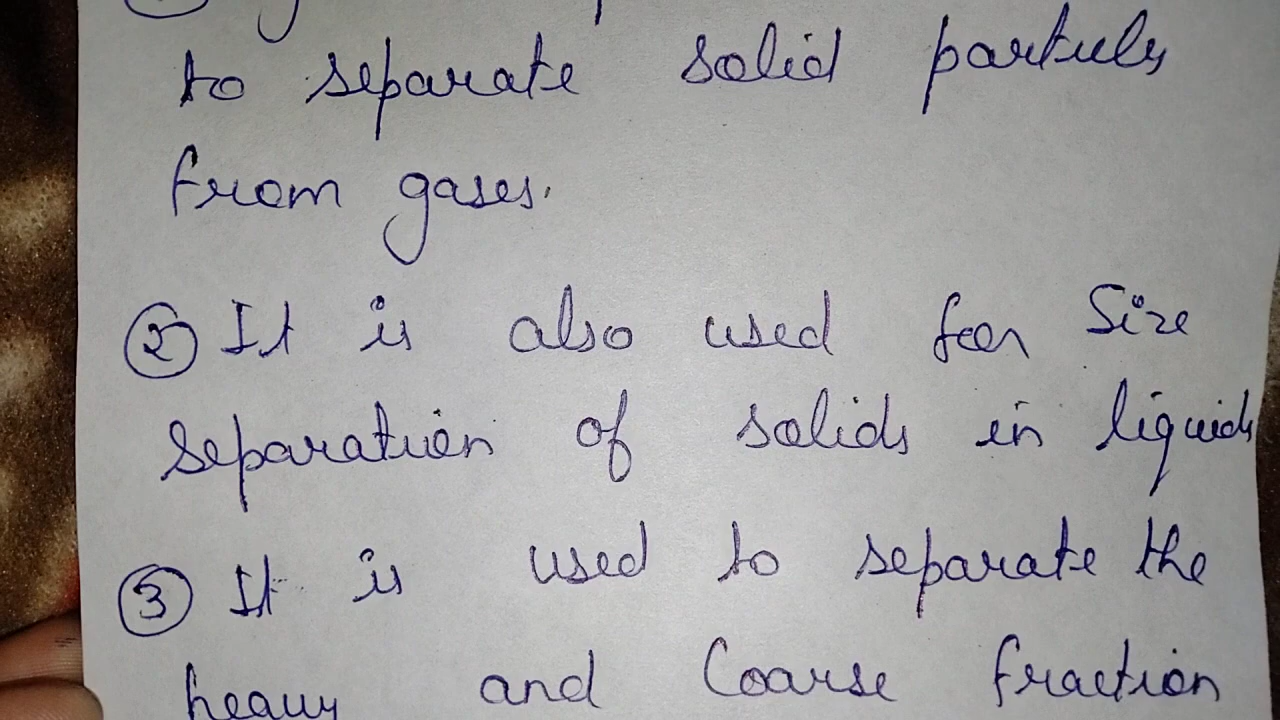 to separate solid particles
from gases.
② It is also used for Size
separation of solids in liquids
③ It is used to separate the
heavy and Coarse fraction